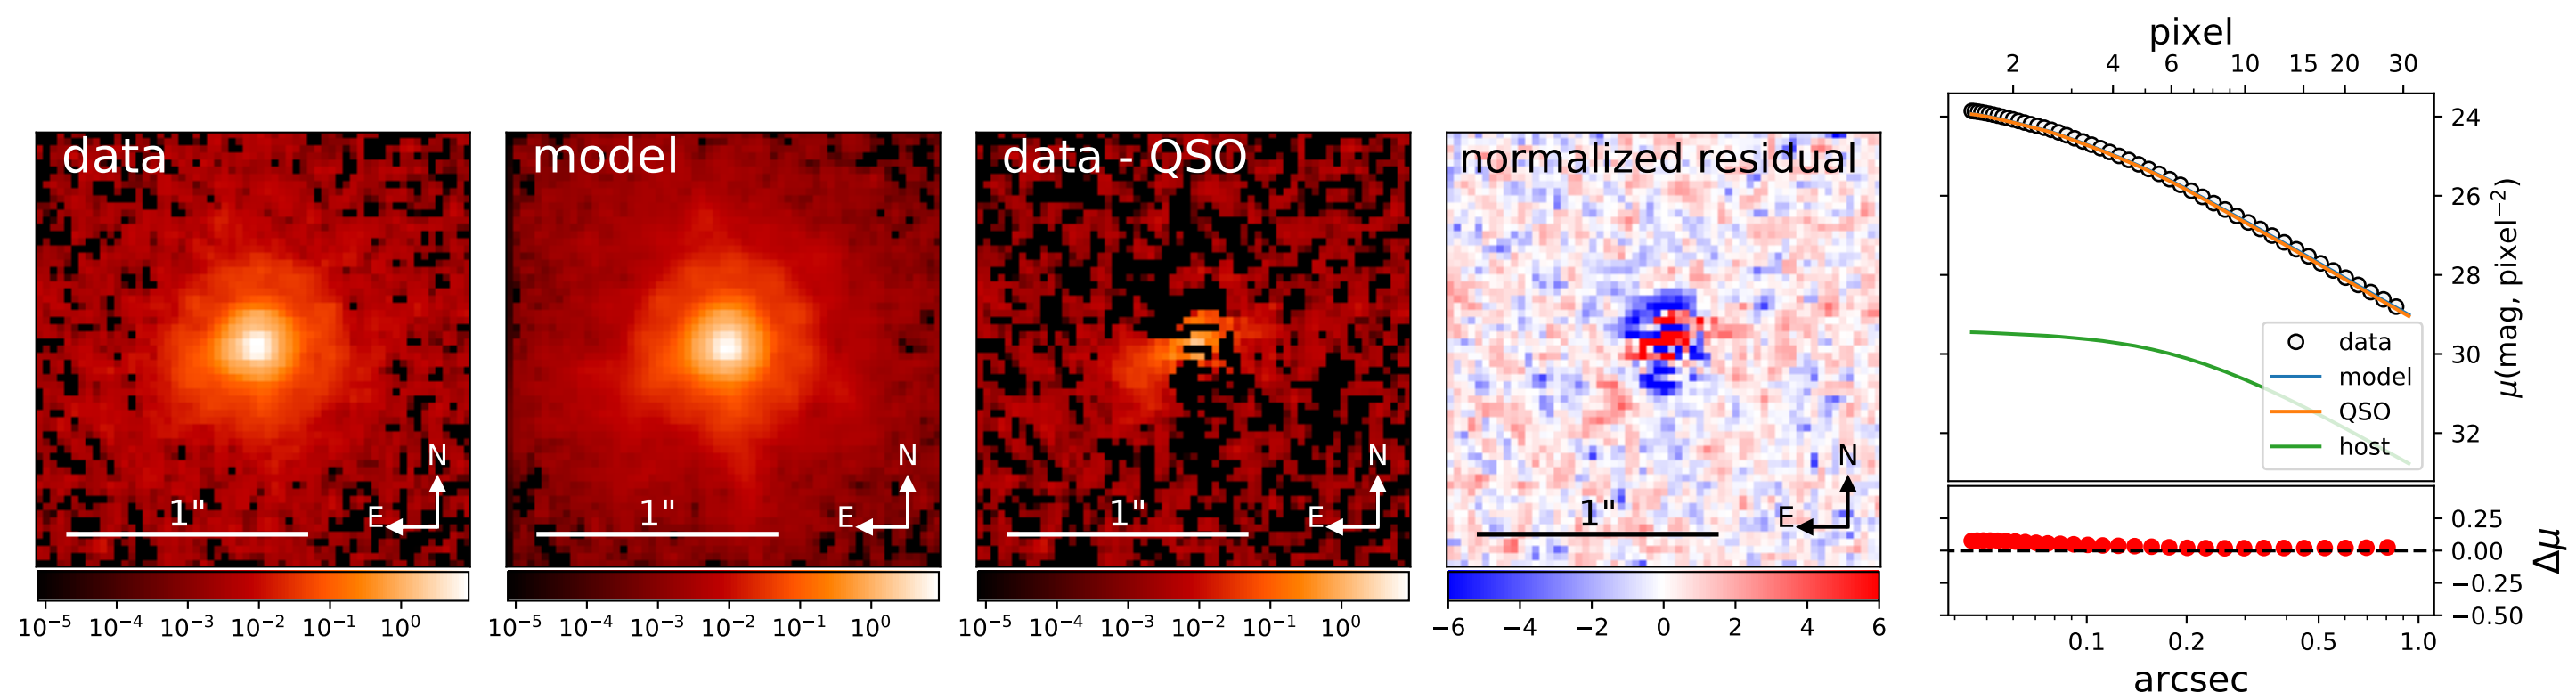 data
N
E
1"
10⁻⁵ 10⁻⁴ 10⁻³ 10⁻² 10⁻¹ 10⁰
model
N
E
1"
10⁻⁵ 10⁻⁴ 10⁻³ 10⁻² 10⁻¹ 10⁰
data - QSO
N
E
1"
10⁻⁵ 10⁻⁴ 10⁻³ 10⁻² 10⁻¹ 10⁰
normalized residual
N
E
1"
−6 −4 −2 0 2 4 6
pixel
2 4 6 10 15 20 30
24
26
28
30
32
μ(mag, pixel⁻²)
data
model
QSO
host
0.25
0.00
−0.25
−0.50
Δμ
0.1 0.2 0.5 1.0
arcsec